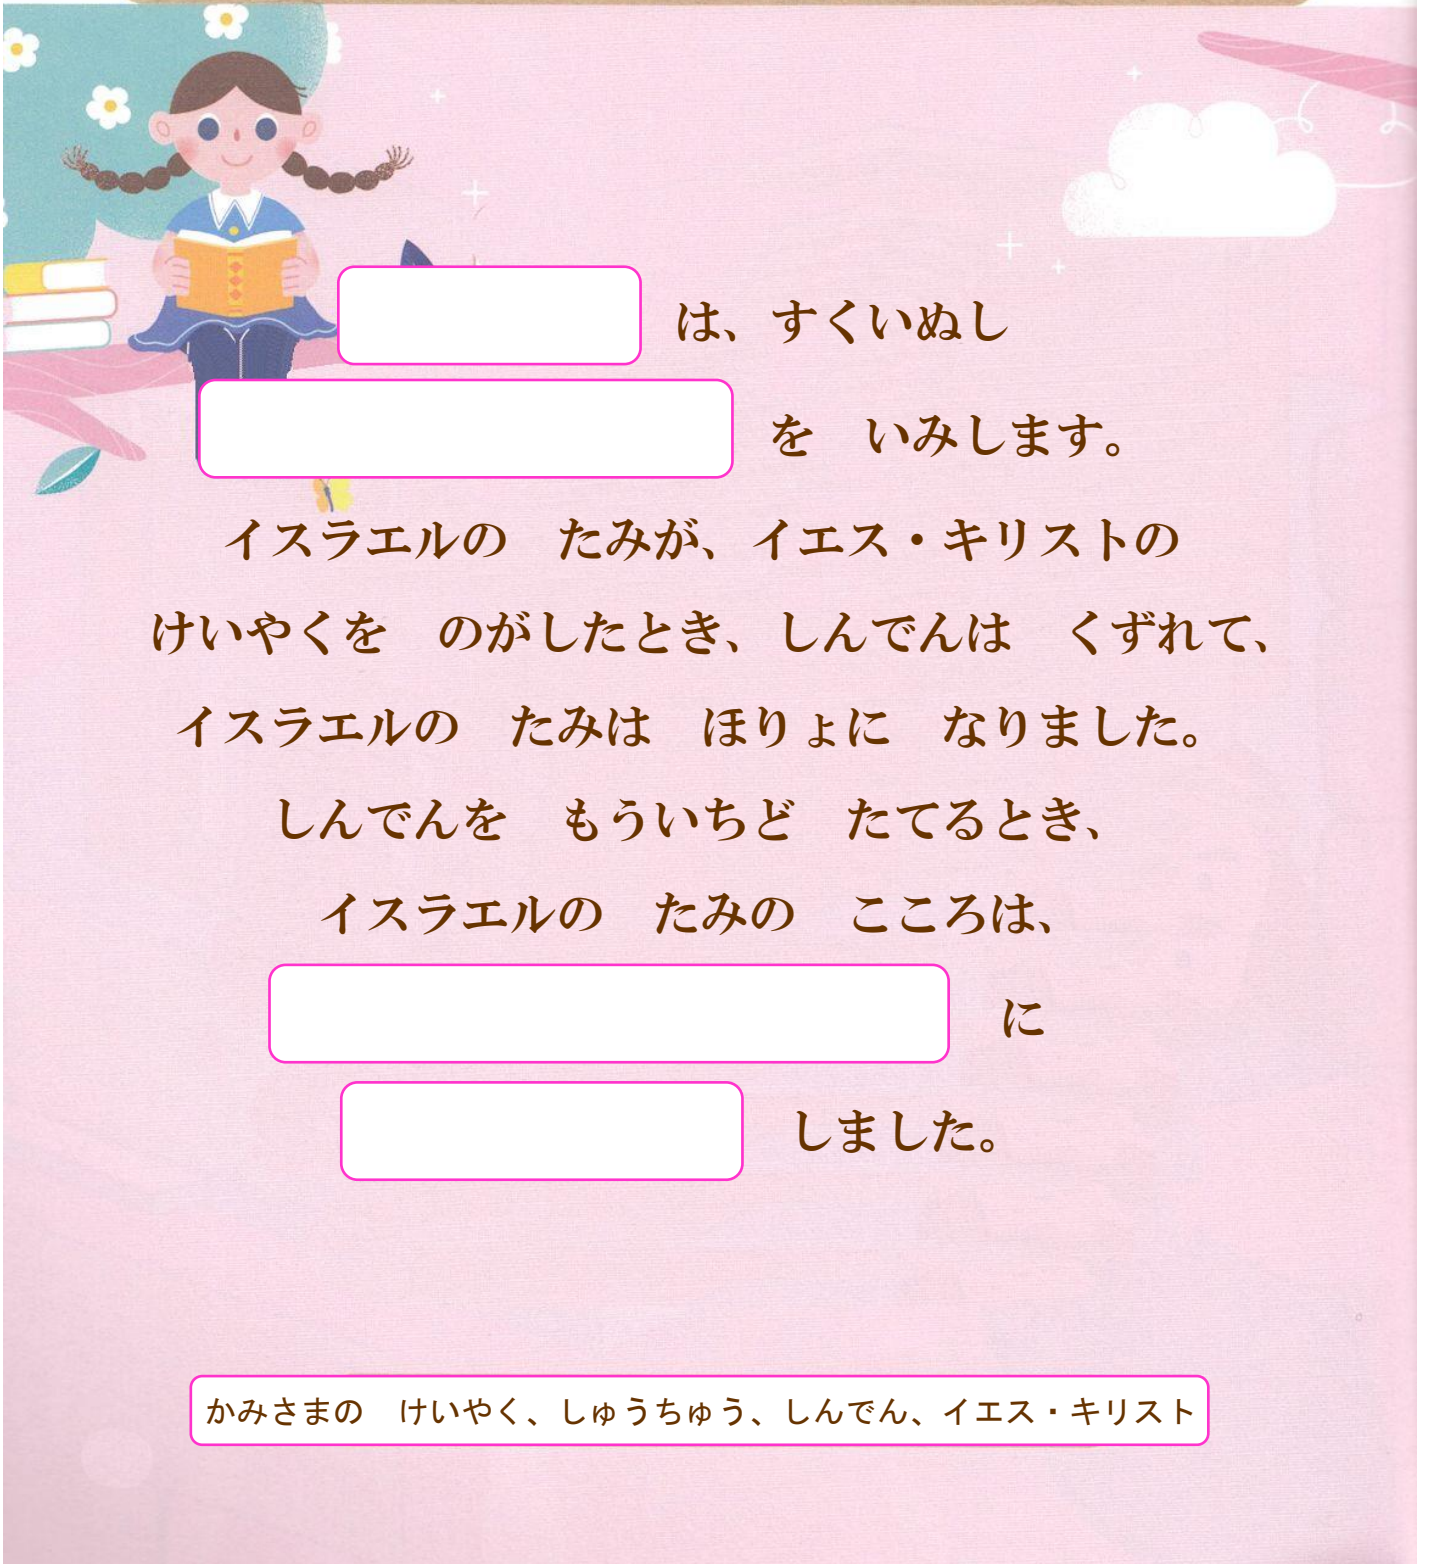 は、すくいぬし
を　いみします。
イスラエルの　たみが、イエス・キリストの
けいやくを　のがしたとき、しんでんは　くずれて、
イスラエルの　たみは　ほりょに　なりました。
しんでんを　もういちど　たてるとき、
イスラエルの　たみの　こころは、
に
しました。
かみさまの　けいやく、しゅうちゅう、しんでん、イエス・キリスト